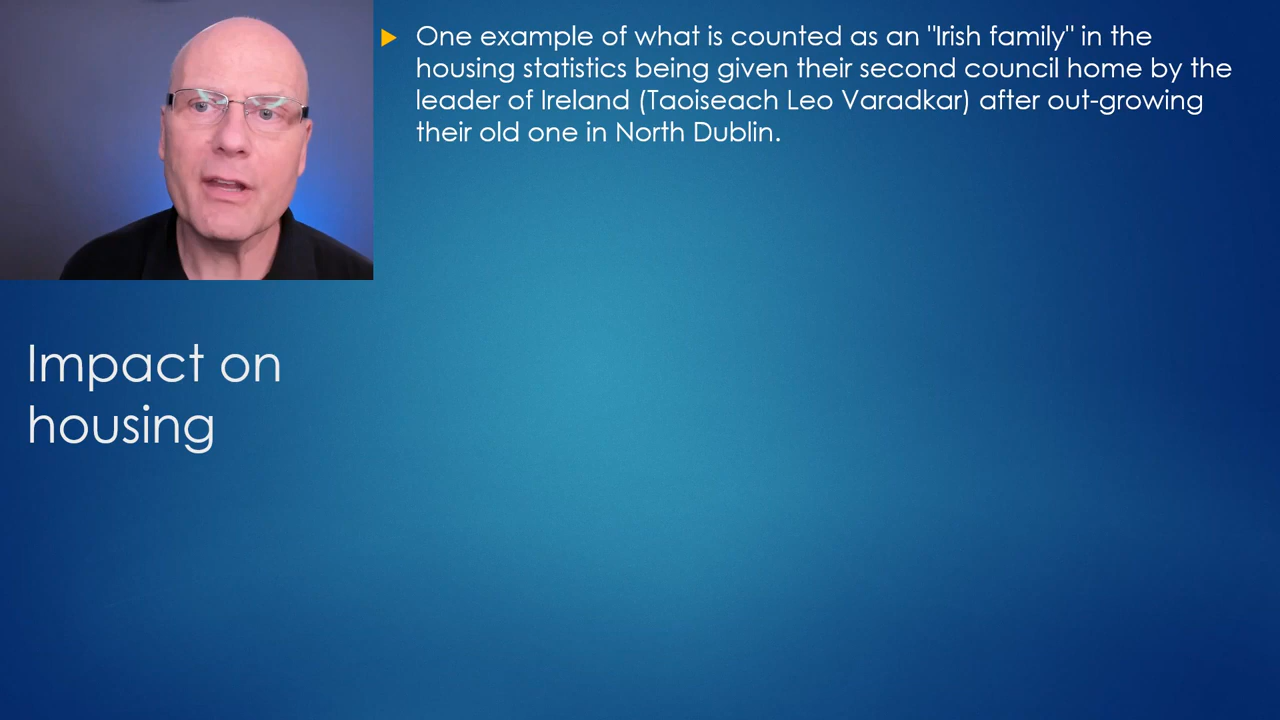 One example of what is counted as an "Irish family" in the
housing statistics being given their second council home by the
leader of Ireland (Taoiseach Leo Varadkar) after out-growing
their old one in North Dublin.
Impact on
housing